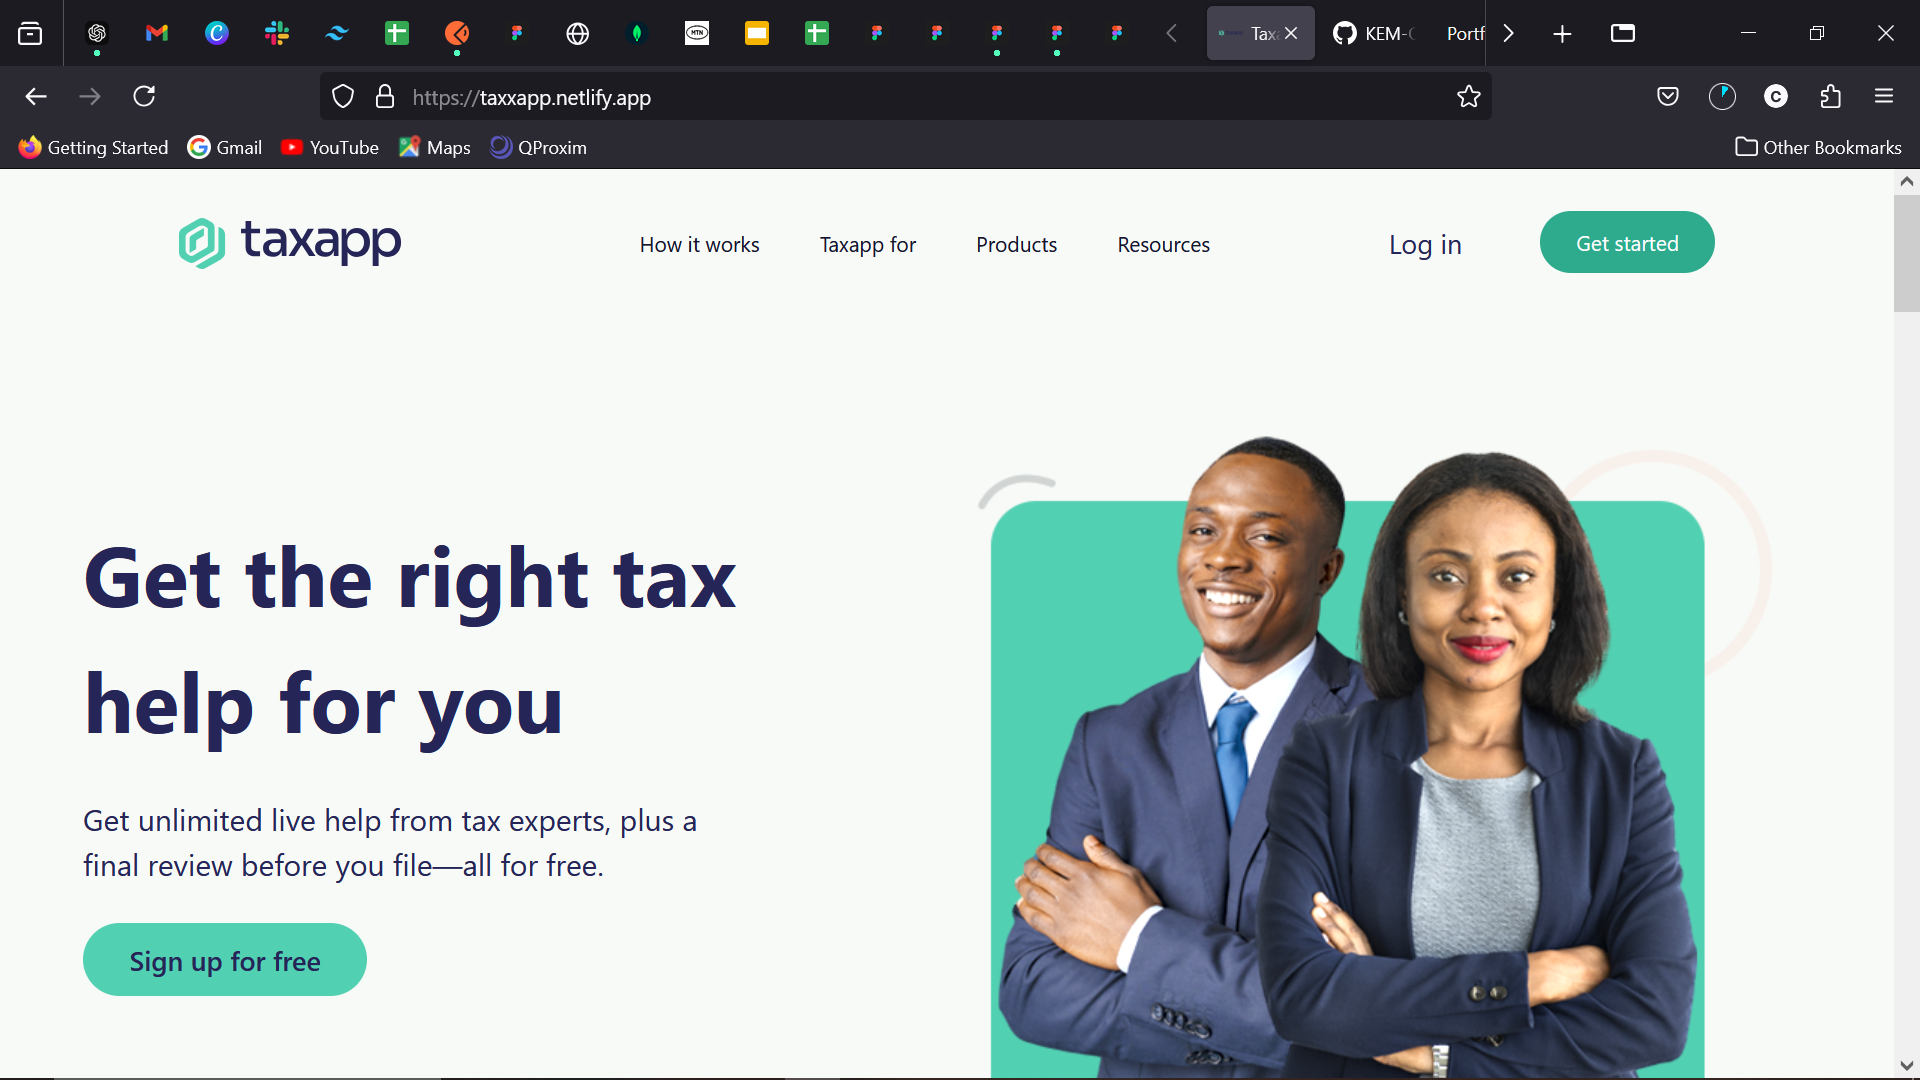 Tax
KEM-
Portf
https://taxxapp.netlify.app
Getting Started
Gmail
YouTube
Maps
QProxim
Other Bookmarks
taxapp
How it works
Taxapp for
Products
Resources
Log in
Get started
Get the right tax
help for you
Get unlimited live help from tax experts, plus a
final review before you file—all for free.
Sign up for free